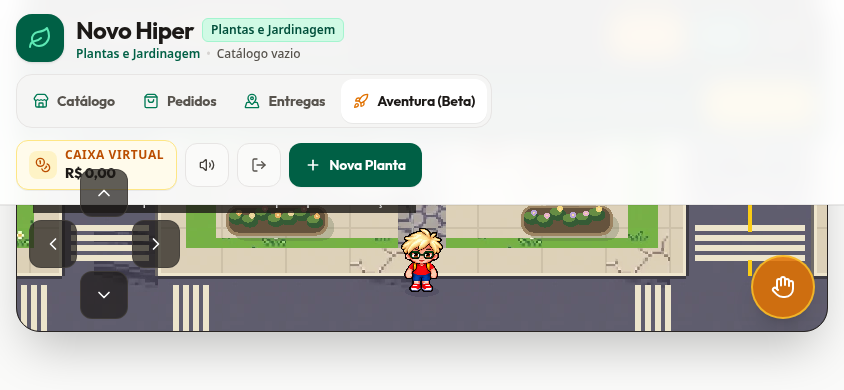 Novo Hiper
Plantas e Jardinagem
Plantas e Jardinagem • Catálogo vazio
Catálogo
Pedidos
Entregas
Aventura (Beta)
CAIXA VIRTUAL
R$ 0,00
Nova Planta